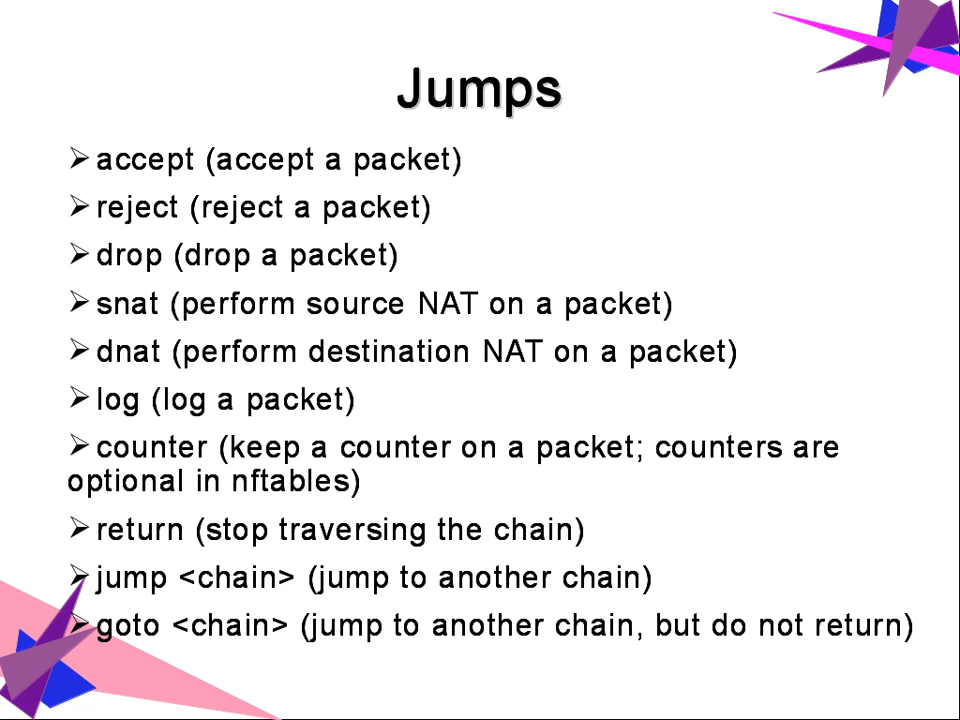 Jumps
➢ accept (accept a packet)
➢ reject (reject a packet)
➢ drop (drop a packet)
➢ snat (perform source NAT on a packet)
➢ dnat (perform destination NAT on a packet)
➢ log (log a packet)
➢ counter (keep a counter on a packet; counters are
optional in nftables)
➢ return (stop traversing the chain)
➢ jump <chain> (jump to another chain)
➢ goto <chain> (jump to another chain, but do not return)